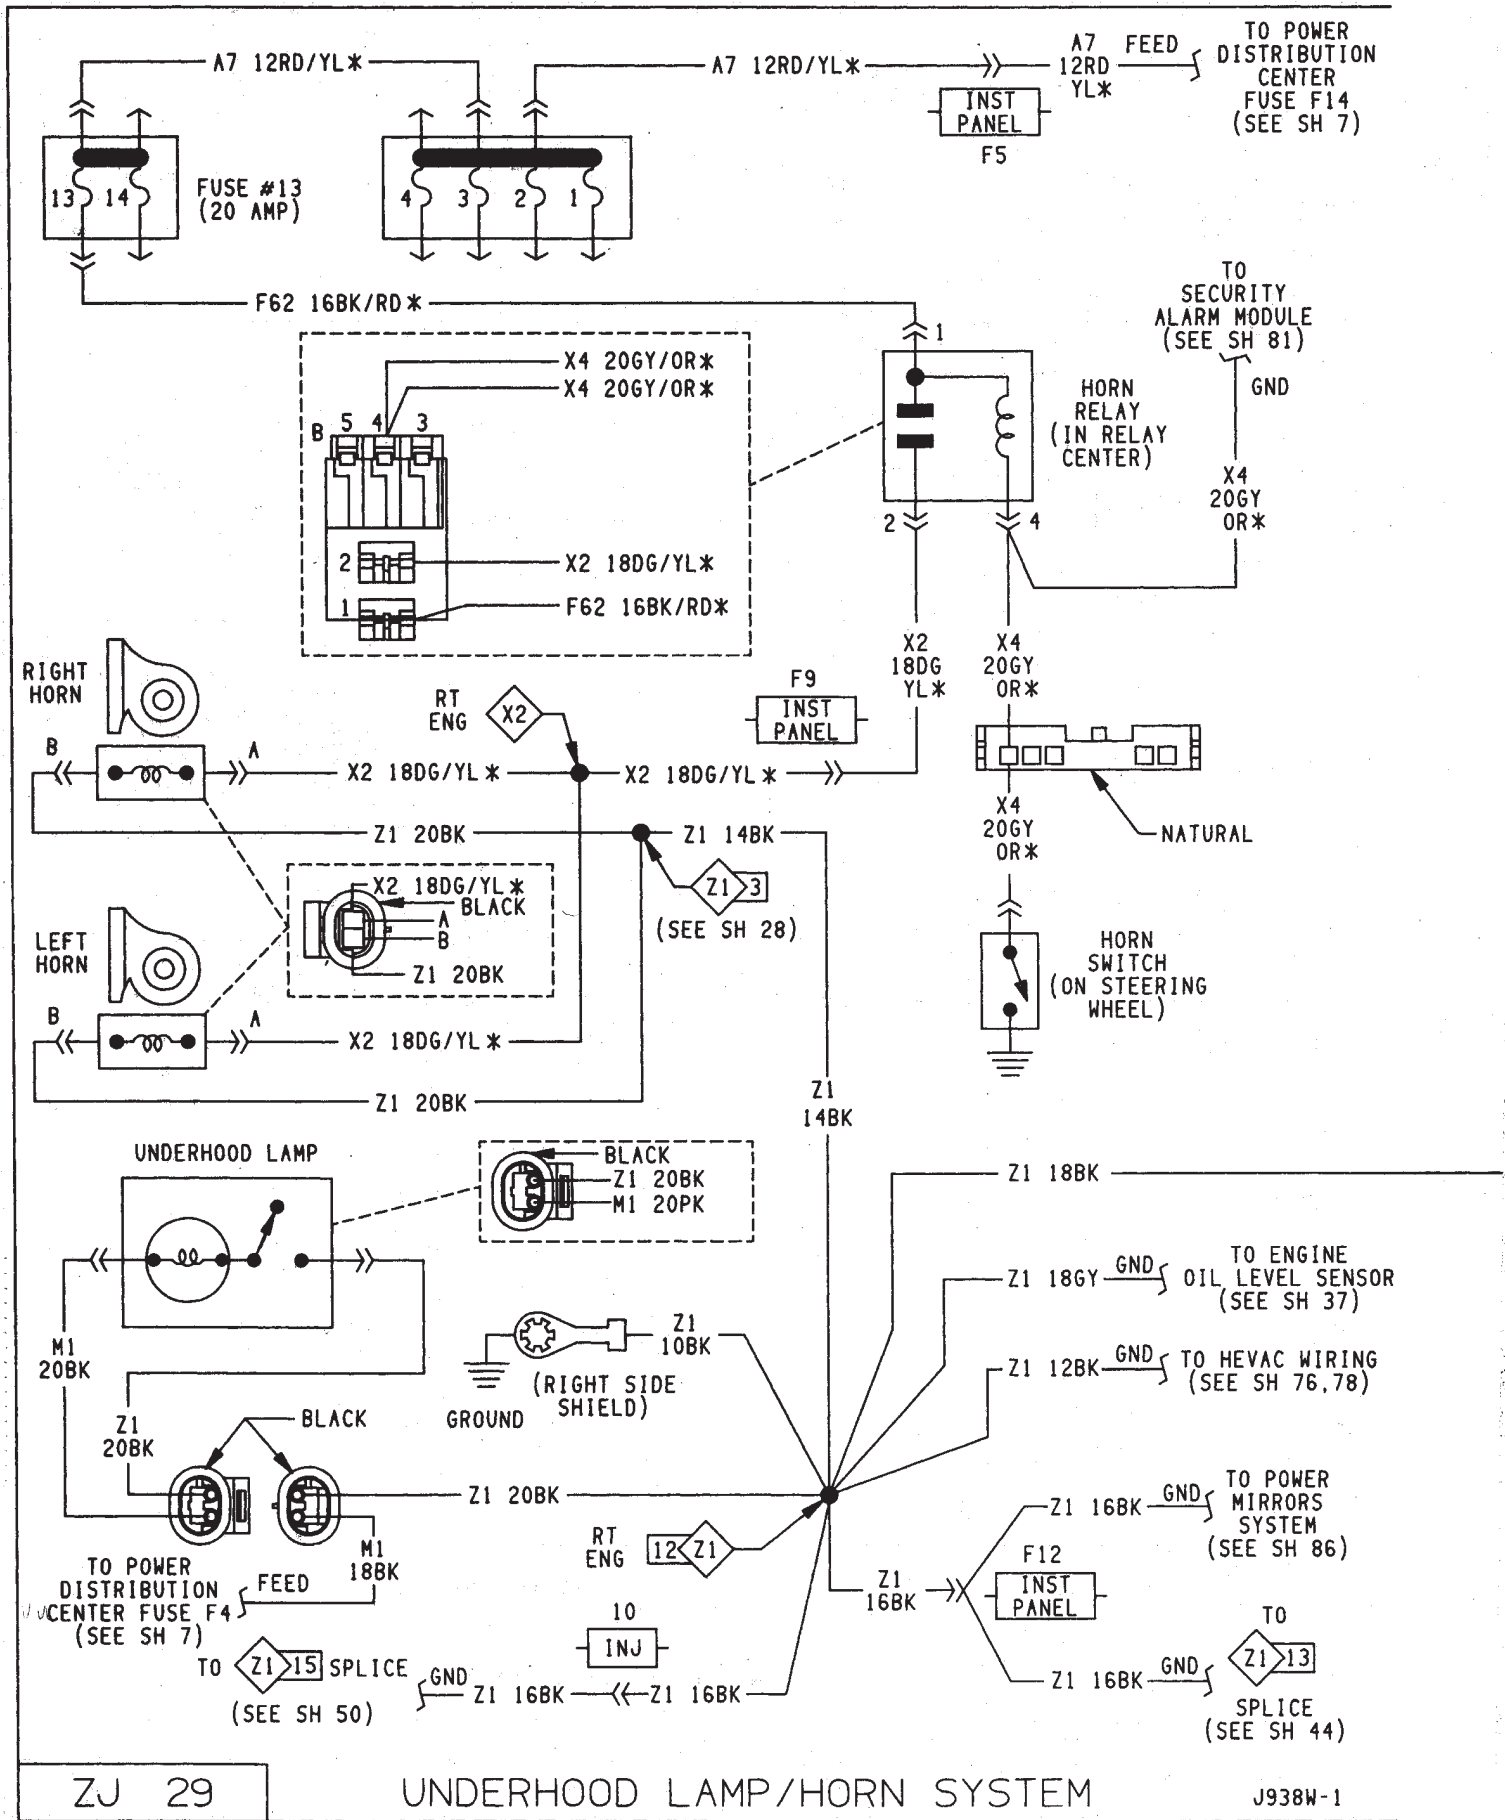 A7 12RD/YL*
A7 12RD/YL*
A7
12RD
YL*
FEED
TO POWER
DISTRIBUTION
CENTER
FUSE F14
(SEE SH 7)
INST
PANEL
F5
13
14
FUSE #13
(20 AMP)
4
3
2
1
F62 16BK/RD*
TO
SECURITY
ALARM MODULE
(SEE SH 81)
GND
1
HORN
RELAY
(IN RELAY
CENTER)
X4
20GY
OR*
2
4
X4 20GY/OR*
X4 20GY/OR*
B
5
4
3
2
X2 18DG/YL*
1
F62 16BK/RD*
RIGHT
HORN
RT
ENG
X2
F9
INST
PANEL
X2
18DG
YL*
X4
20GY
OR*
B
A
X2 18DG/YL*
X2 18DG/YL*
X4
20GY
OR*
NATURAL
Z1 20BK
Z1 14BK
Z1
3
(SEE SH 28)
X2 18DG/YL*
BLACK
A
B
Z1 20BK
LEFT
HORN
HORN
SWITCH
(ON STEERING
WHEEL)
B
A
X2 18DG/YL*
Z1 20BK
Z1
14BK
UNDERHOOD LAMP
BLACK
Z1 20BK
M1 20PK
Z1 18BK
Z1 18GY
GND
TO ENGINE
OIL LEVEL SENSOR
(SEE SH 37)
M1
20BK
Z1
10BK
(RIGHT SIDE
SHIELD)
GROUND
Z1 12BK
GND
TO HEVAC WIRING
(SEE SH 76,78)
Z1
20BK
BLACK
Z1 20BK
Z1 16BK
GND
TO POWER
MIRRORS
SYSTEM
(SEE SH 86)
RT
ENG
12
Z1
M1
18BK
TO POWER
DISTRIBUTION
CENTER FUSE F4
(SEE SH 7)
FEED
Z1
16BK
F12
INST
PANEL
10
INJ
TO
Z1
15
SPLICE
(SEE SH 50)
GND
Z1 16BK
Z1 16BK
Z1 16BK
GND
TO
Z1
13
SPLICE
(SEE SH 44)
ZJ 29
UNDERHOOD LAMP/HORN SYSTEM
J938W-1